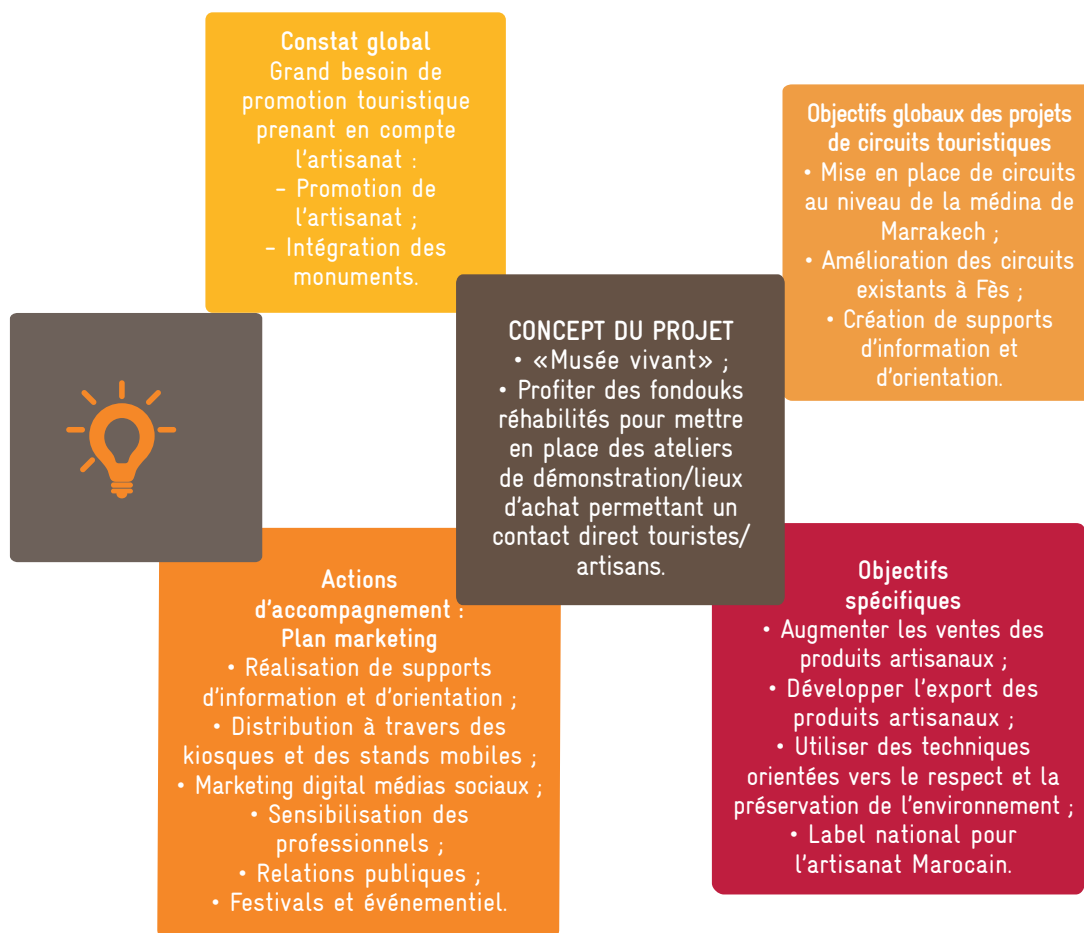 Constat global
Grand besoin de
promotion touristique
prenant en compte
l'artisanat :
– Promotion de
l'artisanat ;
– Intégration des
monuments.
Objectifs globaux des projets
de circuits touristiques
• Mise en place de circuits
au niveau de la médina de
Marrakech ;
• Amélioration des circuits
existants à Fès ;
• Création de supports
d'information et
d'orientation.
CONCEPT DU PROJET
• «Musée vivant» ;
• Profiter des fondouks
réhabilités pour mettre
en place des ateliers
de démonstration/lieux
d'achat permettant un
contact direct touristes/
artisans.
Actions
d'accompagnement :
Plan marketing
• Réalisation de supports
d'information et d'orientation ;
• Distribution à travers des
kiosques et des stands mobiles ;
• Marketing digital médias sociaux ;
• Sensibilisation des
professionnels ;
• Relations publiques ;
• Festivals et événementiel.
Objectifs
spécifiques
• Augmenter les ventes des
produits artisanaux ;
• Développer l'export des
produits artisanaux ;
• Utiliser des techniques
orientées vers le respect et la
préservation de l'environnement ;
• Label national pour
l'artisanat Marocain.